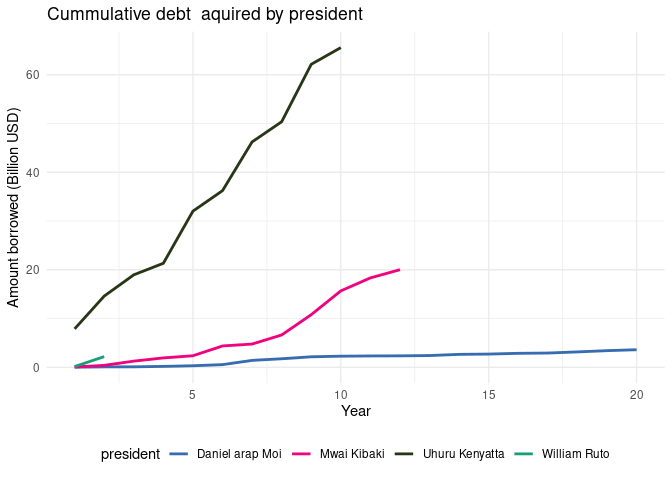 Cummulative debt  aquired by president
Amount borrowed (Billion USD)
60
40
20
0
5 10 15 20
Year
president Daniel arap Moi Mwai Kibaki Uhuru Kenyatta William Ruto